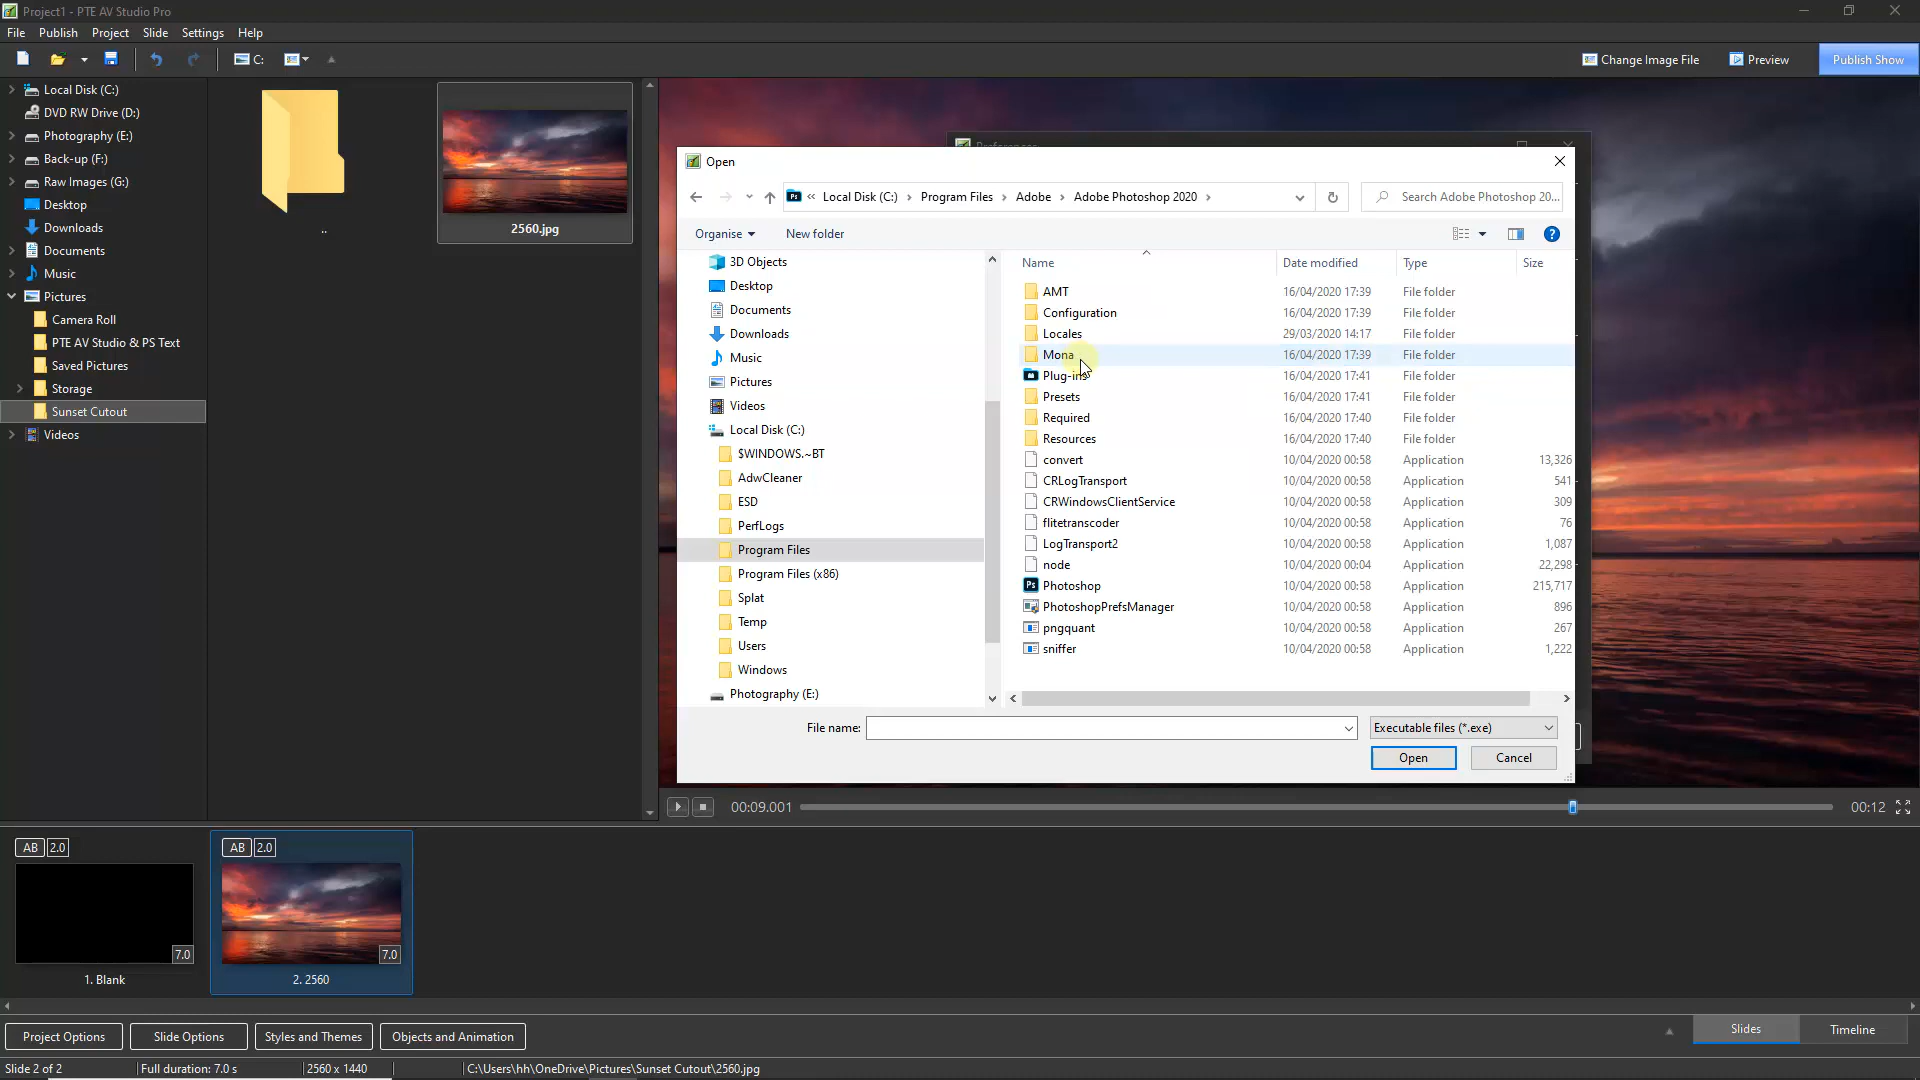 Project1 - PTE AV Studio Pro
File Publish Project Slide Settings Help
C:
Change Image File Preview Publish Show
Local Disk (C:)
DVD RW Drive (D:)
Photography (E:)
Back-up (F:)
Raw Images (G:)
Desktop
Downloads
Documents
Music
Pictures
Camera Roll
PTE AV Studio & PS Text
Saved Pictures
Storage
Sunset Cutout
Videos
..
2560.jpg
Preferences
Open
« Local Disk (C:) › Program Files › Adobe › Adobe Photoshop 2020 ›
Search Adobe Photoshop 20...
Organise New folder
3D Objects
Desktop
Documents
Downloads
Music
Pictures
Videos
Local Disk (C:)
$WINDOWS.~BT
AdwCleaner
ESD
PerfLogs
Program Files
Program Files (x86)
Splat
Temp
Users
Windows
Photography (E:)
Name Date modified Type Size
AMT 16/04/2020 17:39 File folder
Configuration 16/04/2020 17:39 File folder
Locales 29/03/2020 14:17 File folder
Mona 16/04/2020 17:39 File folder
Plug-ins 16/04/2020 17:41 File folder
Presets 16/04/2020 17:41 File folder
Required 16/04/2020 17:40 File folder
Resources 16/04/2020 17:40 File folder
convert 10/04/2020 00:58 Application 13,326
CRLogTransport 10/04/2020 00:58 Application 541
CRWindowsClientService 10/04/2020 00:58 Application 309
flitetranscoder 10/04/2020 00:58 Application 76
LogTransport2 10/04/2020 00:58 Application 1,087
node 10/04/2020 00:04 Application 22,298
Ps Photoshop 10/04/2020 00:58 Application 215,717
PhotoshopPrefsManager 10/04/2020 00:58 Application 896
pngquant 10/04/2020 00:58 Application 267
sniffer 10/04/2020 00:58 Application 1,222
File name: Executable files (*.exe)
Open Cancel
00:09.001 00:12
AB 2.0
7.0
1. Blank
AB 2.0
7.0
2. 2560
Project Options Slide Options Styles and Themes Objects and Animation Slides Timeline
Slide 2 of 2 Full duration: 7.0 s 2560 x 1440 C:\Users\hh\OneDrive\Pictures\Sunset Cutout\2560.jpg